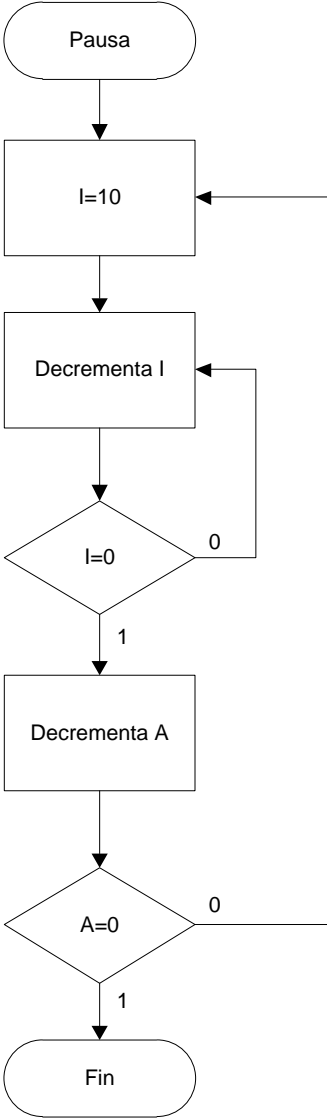 Pausa
I=10
Decrementa I
I=0
0
1
Decrementa A
A=0
0
1
Fin